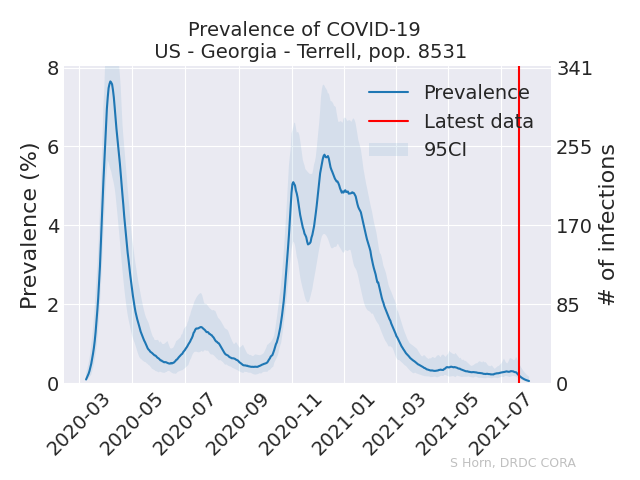 Prevalence of COVID-19
US - Georgia - Terrell, pop. 8531
8
6
4
2
0
Prevalence (%)
341
255
170
85
0
# of infections
Prevalence
Latest data
95CI
2020-03
2020-05
2020-07
2020-09
2020-11
2021-01
2021-03
2021-05
2021-07
S Horn, DRDC CORA